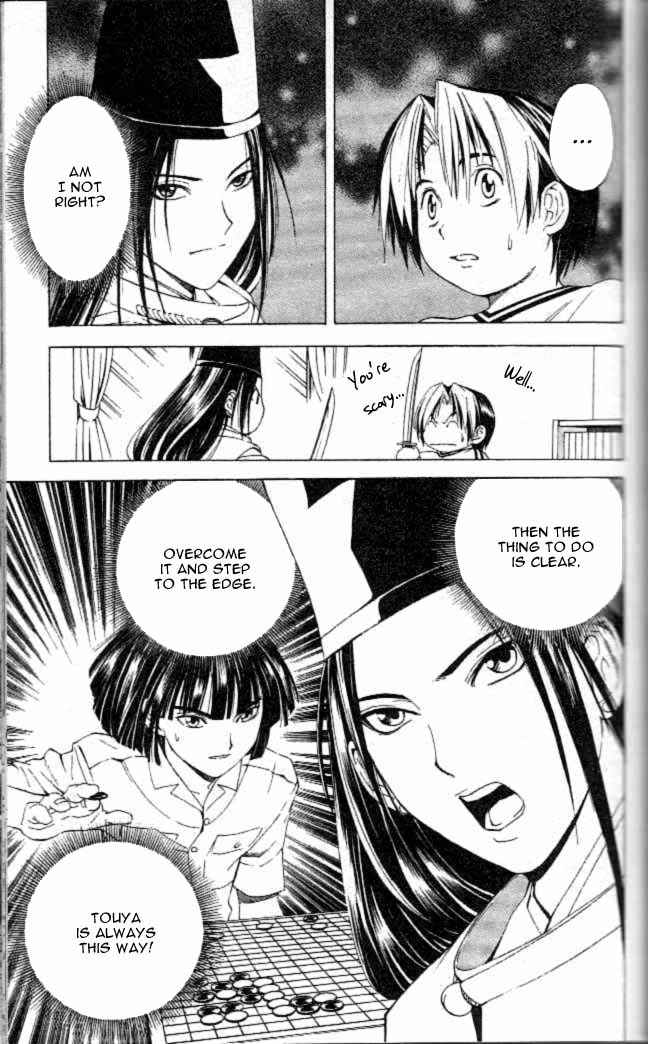 ...
AM
I NOT
RIGHT?
Well...
You're
scary...
THEN THE
THING TO DO
IS CLEAR.
OVERCOME
IT AND STEP
TO THE EDGE.
TOUYA
IS ALWAYS
THIS WAY!